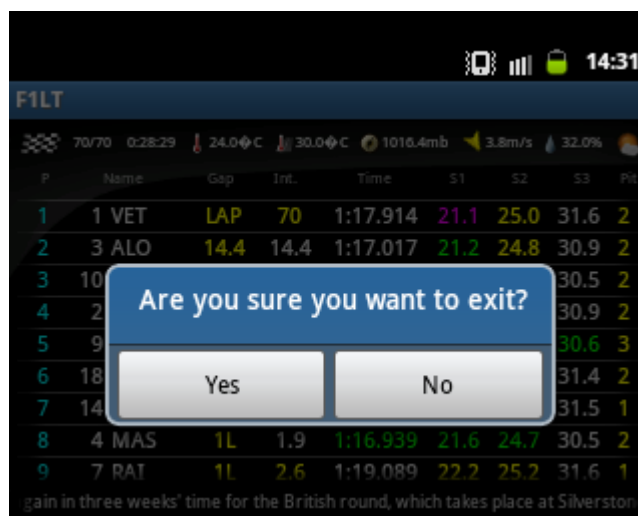 14:31
F1LT
70/70 0:28:29 24.0�C 30.0�C 1016.4mb 3.8m/s 32.0%
P Name Gap Int. Time S1 S2 S3 Pit
1 1 VET LAP 70 1:17.914 21.1 25.0 31.6 2
2 3 ALO 14.4 14.4 1:17.017 21.2 24.8 30.9 2
3 10 30.5 2
4 2 30.9 2
5 9 30.6 3
6 18 31.4 2
7 14 31.5 1
Are you sure you want to exit?
Yes No
8 4 MAS 1L 1.9 1:16.939 21.6 24.7 30.5 2
9 7 RAI 1L 2.6 1:19.089 22.2 25.2 31.6 1
gain in three weeks' time for the British round, which takes place at Silverston